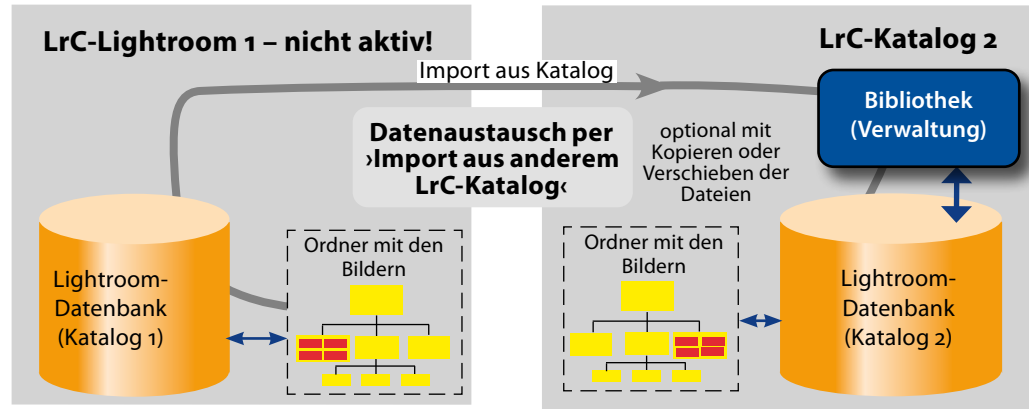 LrC-Lightroom 1 – nicht aktiv!
LrC-Katalog 2
Import aus Katalog
Bibliothek
(Verwaltung)
Datenaustausch per
›Import aus anderem
LrC-Katalog‹
optional mit
Kopieren oder
Verschieben der
Dateien
Lightroom-
Datenbank
(Katalog 1)
Ordner mit den
Bildern
Ordner mit den
Bildern
Lightroom-
Datenbank
(Katalog 2)